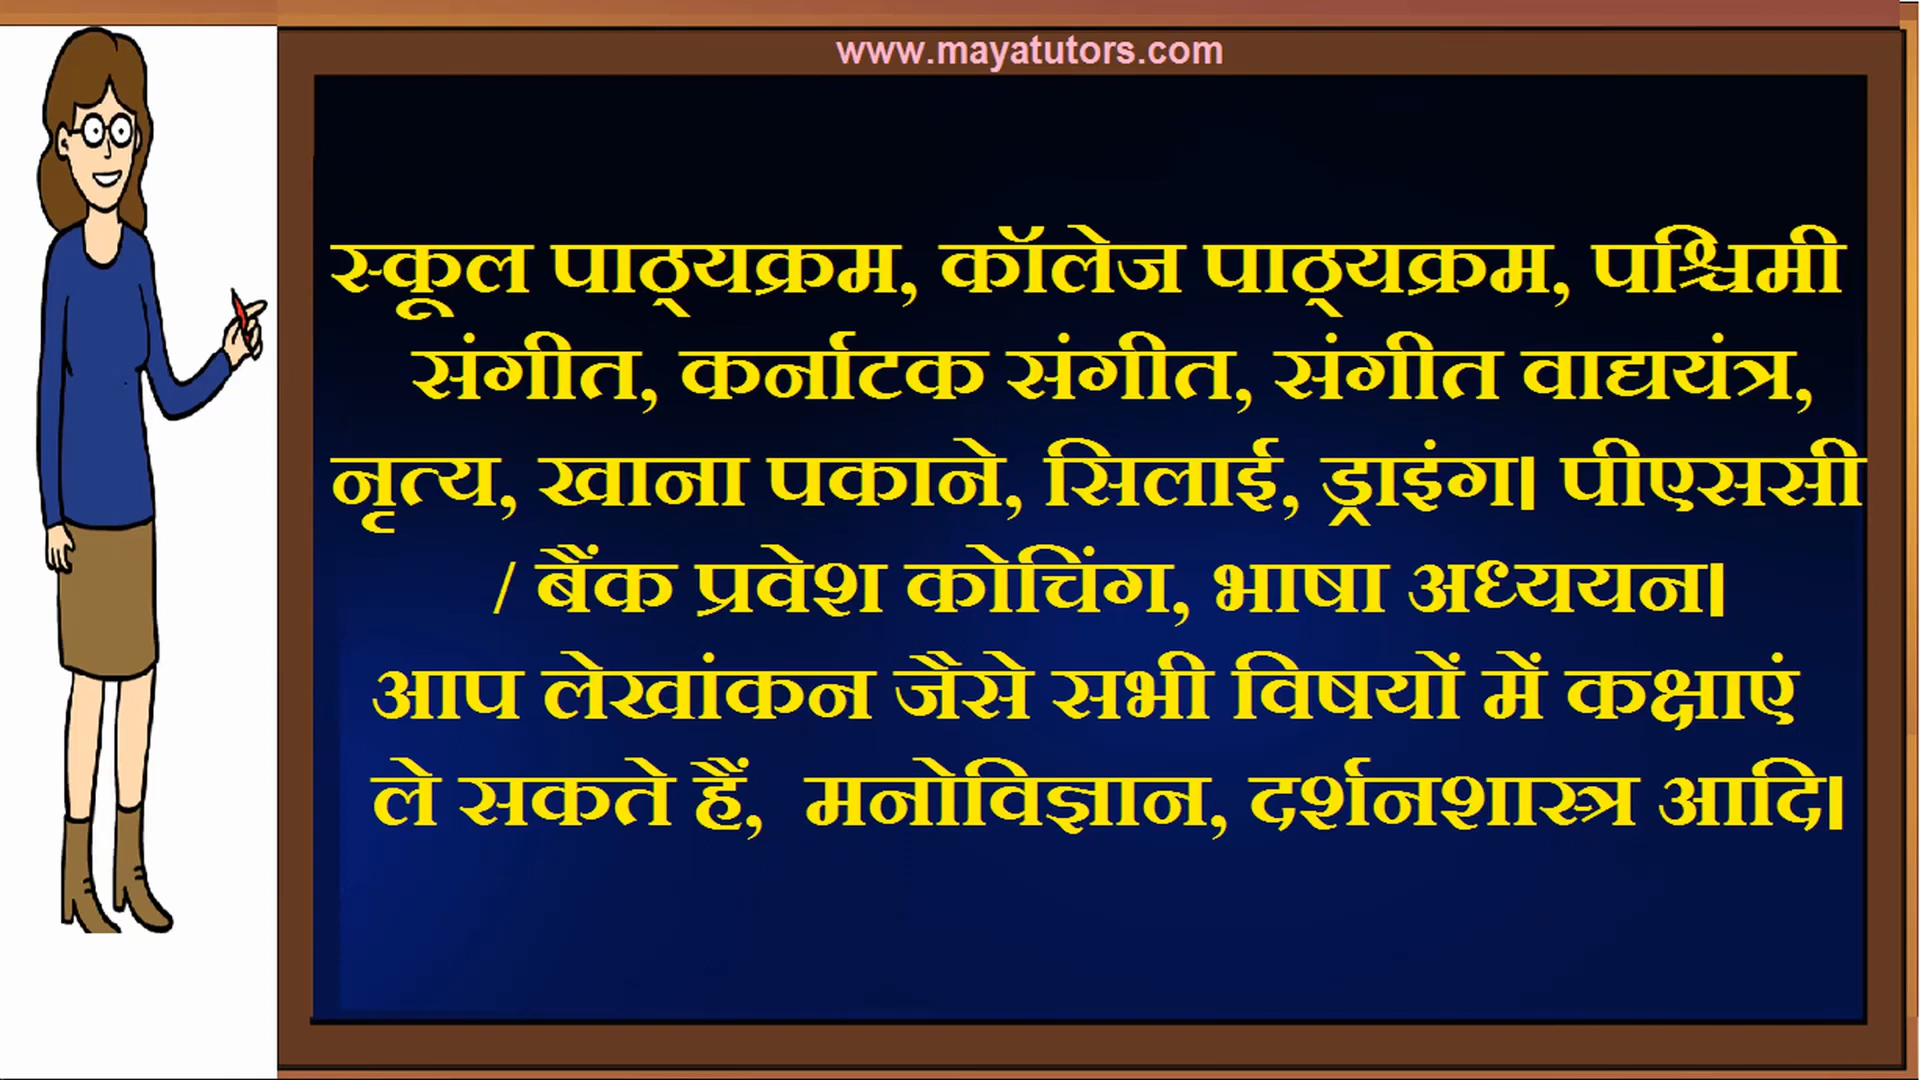 www.mayatutors.com
स्कूल पाठ्यक्रम, कॉलेज पाठ्यक्रम, पश्चिमी
संगीत, कर्नाटक संगीत, संगीत वाद्ययंत्र,
नृत्य, खाना पकाने, सिलाई, ड्राइंग। पीएससी
/ बैंक प्रवेश कोचिंग, भाषा अध्ययन।
आप लेखांकन जैसे सभी विषयों में कक्षाएं
ले सकते हैं, मनोविज्ञान, दर्शनशास्त्र आदि।